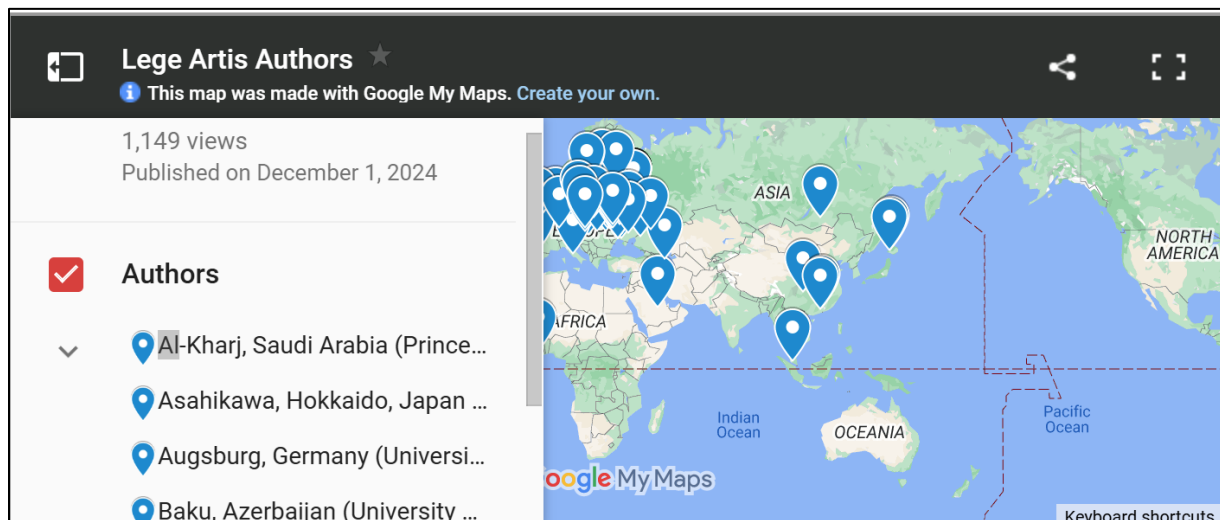 Lege Artis Authors
This map was made with Google My Maps. Create your own.
1,149 views
Published on December 1, 2024
Authors
Al-Kharj, Saudi Arabia (Prince...
Asahikawa, Hokkaido, Japan ...
Augsburg, Germany (Universi...
Baku, Azerbaijan (University ...
ASIA
NORTH
AMERICA
AFRICA
Indian
Ocean
OCEANIA
Pacific
Ocean
oogle My Maps
Keyboard shortcuts